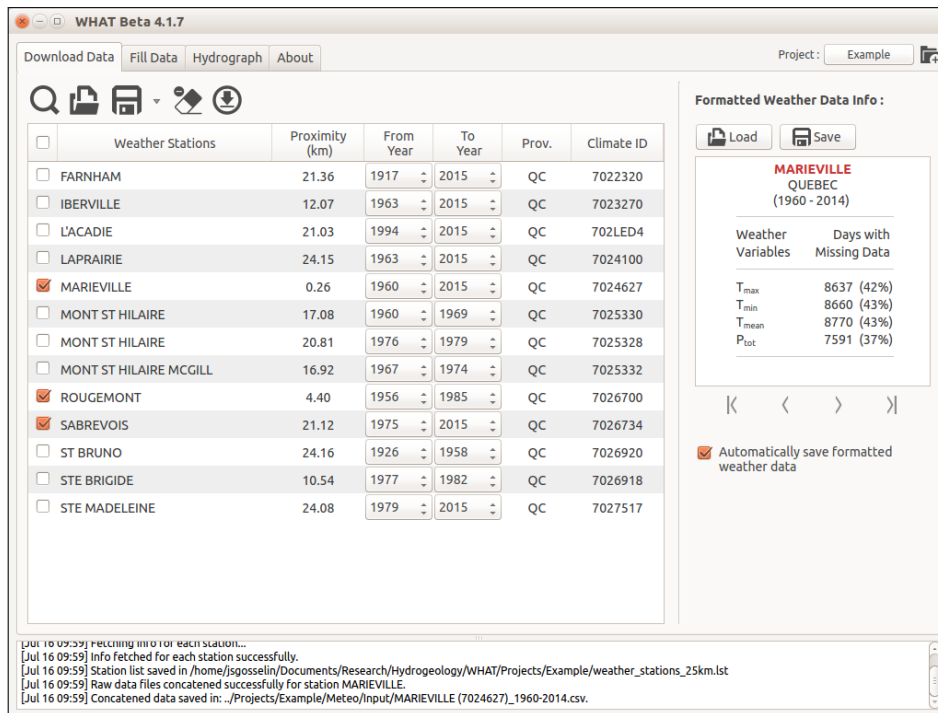 WHAT Beta 4.1.7
Download Data Fill Data Hydrograph About Project : Example
Formatted Weather Data Info :
Load Save
Weather Stations Proximity (km) From Year To Year Prov. Climate ID
FARNHAM 21.36 1917 2015 QC 7022320
IBERVILLE 12.07 1963 2015 QC 7023270
L'ACADIE 21.03 1994 2015 QC 702LED4
LAPRAIRIE 24.15 1963 2015 QC 7024100
MARIEVILLE 0.26 1960 2015 QC 7024627
MONT ST HILAIRE 17.08 1960 1969 QC 7025330
MONT ST HILAIRE 20.81 1976 1979 QC 7025328
MONT ST HILAIRE MCGILL 16.92 1967 1974 QC 7025332
ROUGEMONT 4.40 1956 1985 QC 7026700
SABREVOIS 21.12 1975 2015 QC 7026734
ST BRUNO 24.16 1926 1958 QC 7026920
STE BRIGIDE 10.54 1977 1982 QC 7026918
STE MADELEINE 24.08 1979 2015 QC 7027517
MARIEVILLE
QUEBEC
(1960 - 2014)
Weather Variables Days with Missing Data
Tmax 8637 (42%)
Tmin 8660 (43%)
Tmean 8770 (43%)
Ptot 7591 (37%)
Automatically save formatted
weather data
[Jul 16 09:59] Fetching info for each station...
[Jul 16 09:59] Info fetched for each station successfully.
[Jul 16 09:59] Station list saved in /home/jsgosselin/Documents/Research/Hydrogeology/WHAT/Projects/Example/weather_stations_25km.lst
[Jul 16 09:59] Raw data files concatened successfully for station MARIEVILLE.
[Jul 16 09:59] Concatened data saved in: ../Projects/Example/Meteo/Input/MARIEVILLE (7024627)_1960-2014.csv.